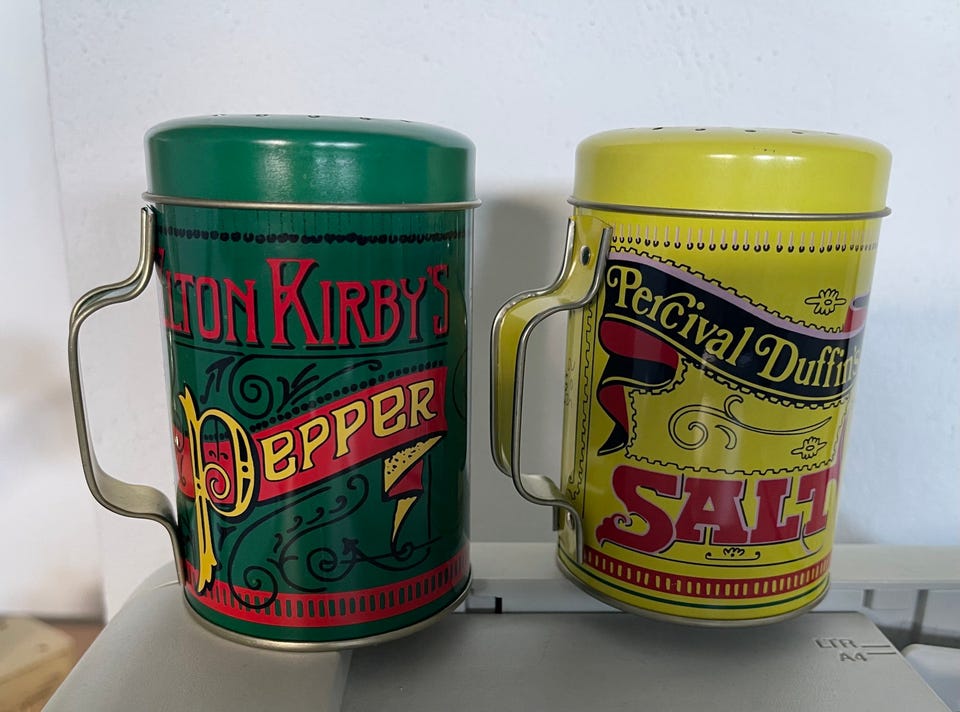 LTON KIRBY'S
PEPPER
Percival Duffin's
SALT
LTR
A4